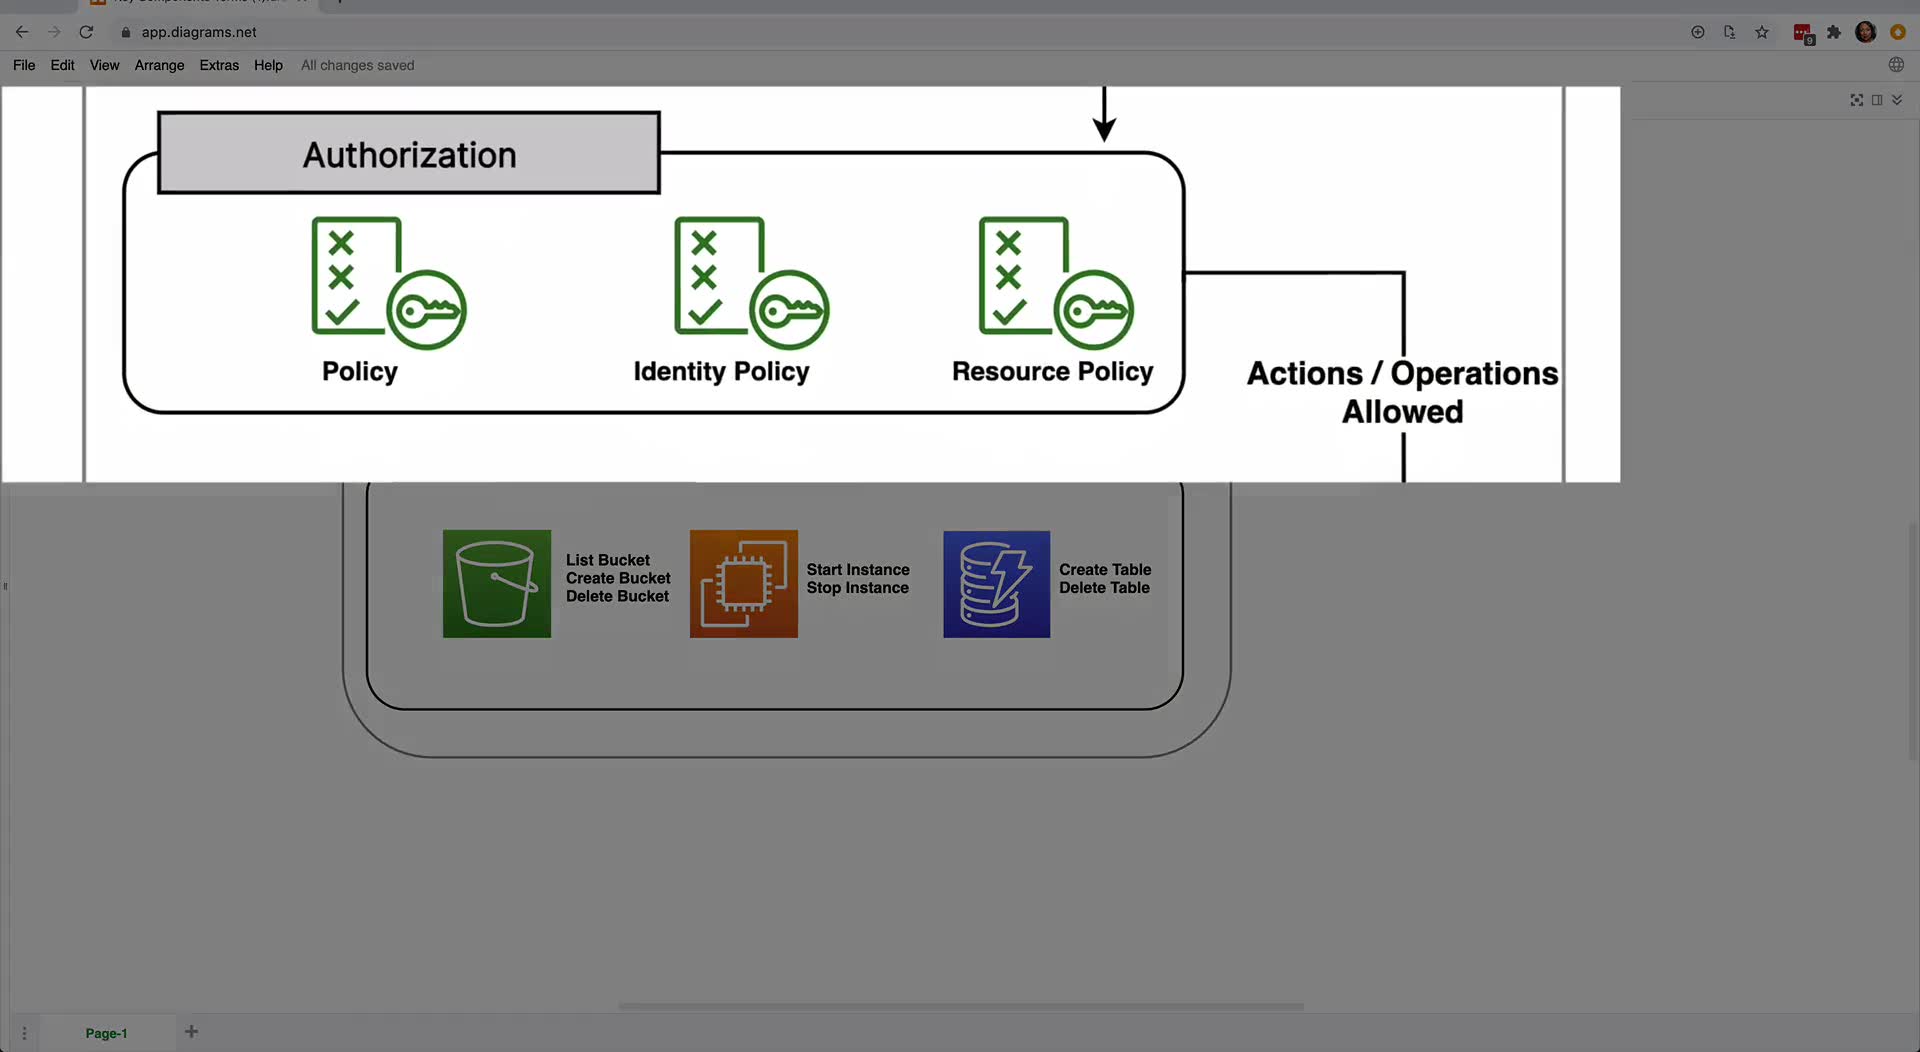 app.diagrams.net
9
File Edit View Arrange Extras Help All changes saved
Authorization
Policy
Identity Policy
Resource Policy
Actions / Operations
Allowed
List Bucket
Create Bucket
Delete Bucket
Start Instance
Stop Instance
Create Table
Delete Table
Page-1